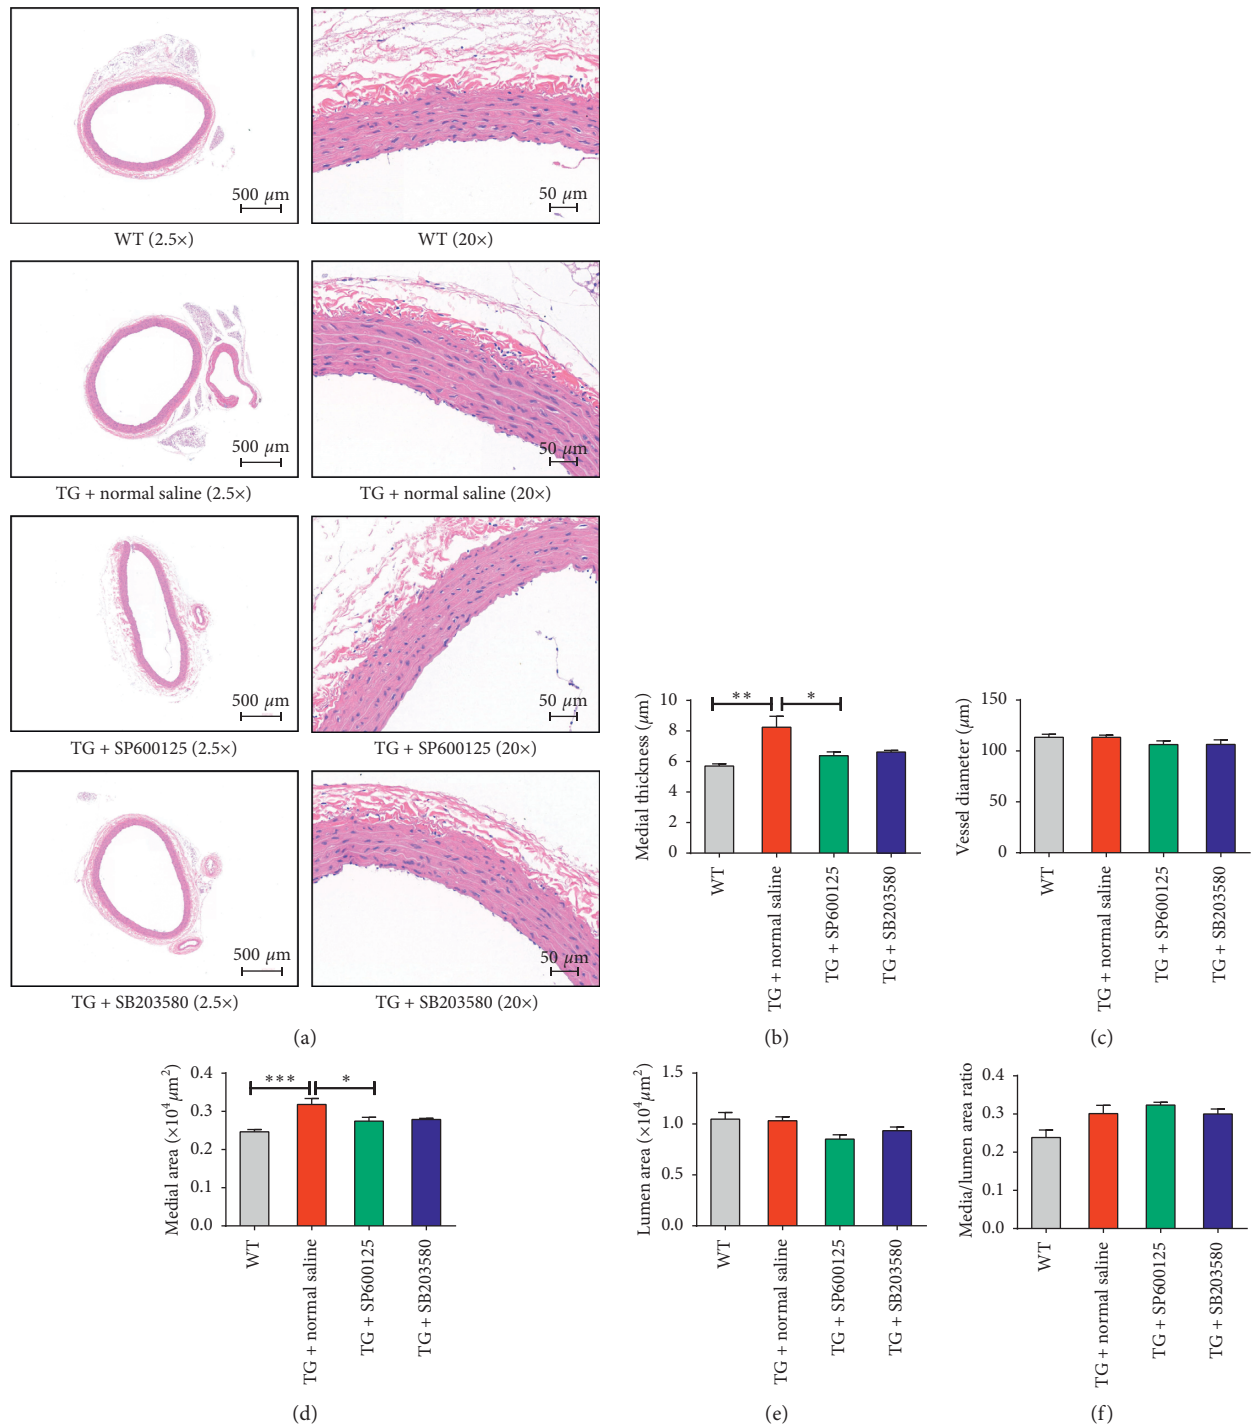 500 μm
50 μm
WT (2.5×)
WT (20×)
500 μm
50 μm
TG + normal saline (2.5×)
TG + normal saline (20×)
500 μm
50 μm
TG + SP600125 (2.5×)
TG + SP600125 (20×)
500 μm
50 μm
TG + SB203580 (2.5×)
TG + SB203580 (20×)
(a)
Medial thickness (μm)
10
8
6
4
2
0
**
*
WT
TG + normal saline
TG + SP600125
TG + SB203580
(b)
Vessel diameter (μm)
150
100
50
0
WT
TG + normal saline
TG + SP600125
TG + SB203580
(c)
Medial area (×10⁴μm²)
0.4
0.3
0.2
0.1
0.0
***
*
WT
TG + normal saline
TG + SP600125
TG + SB203580
(d)
Lumen area (×10⁴μm²)
1.5
1.0
0.5
0.0
WT
TG + normal saline
TG + SP600125
TG + SB203580
(e)
Media/lumen area ratio
0.4
0.3
0.2
0.1
0.0
WT
TG + normal saline
TG + SP600125
TG + SB203580
(f)